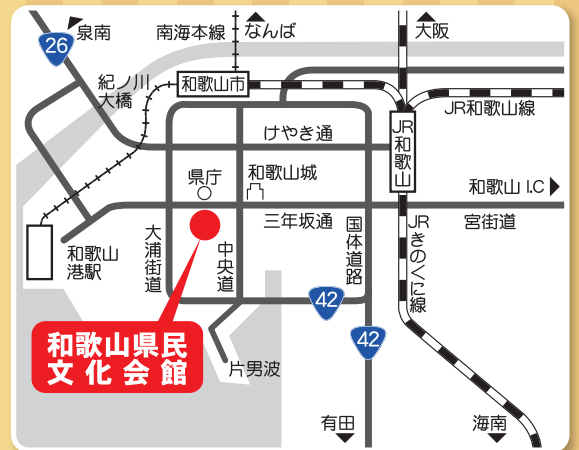 26
泉南
南海本線
なんば
大阪
紀ノ川
大橋
和歌山市
JR和歌山線
けやき通
JR和歌山
県庁
和歌山城
和歌山 I.C
三年坂通
宮街道
大浦街道
中央道
国体道路
JRきのくに線
和歌山
港駅
42
42
和歌山県民
文化会館
片男波
有田
海南